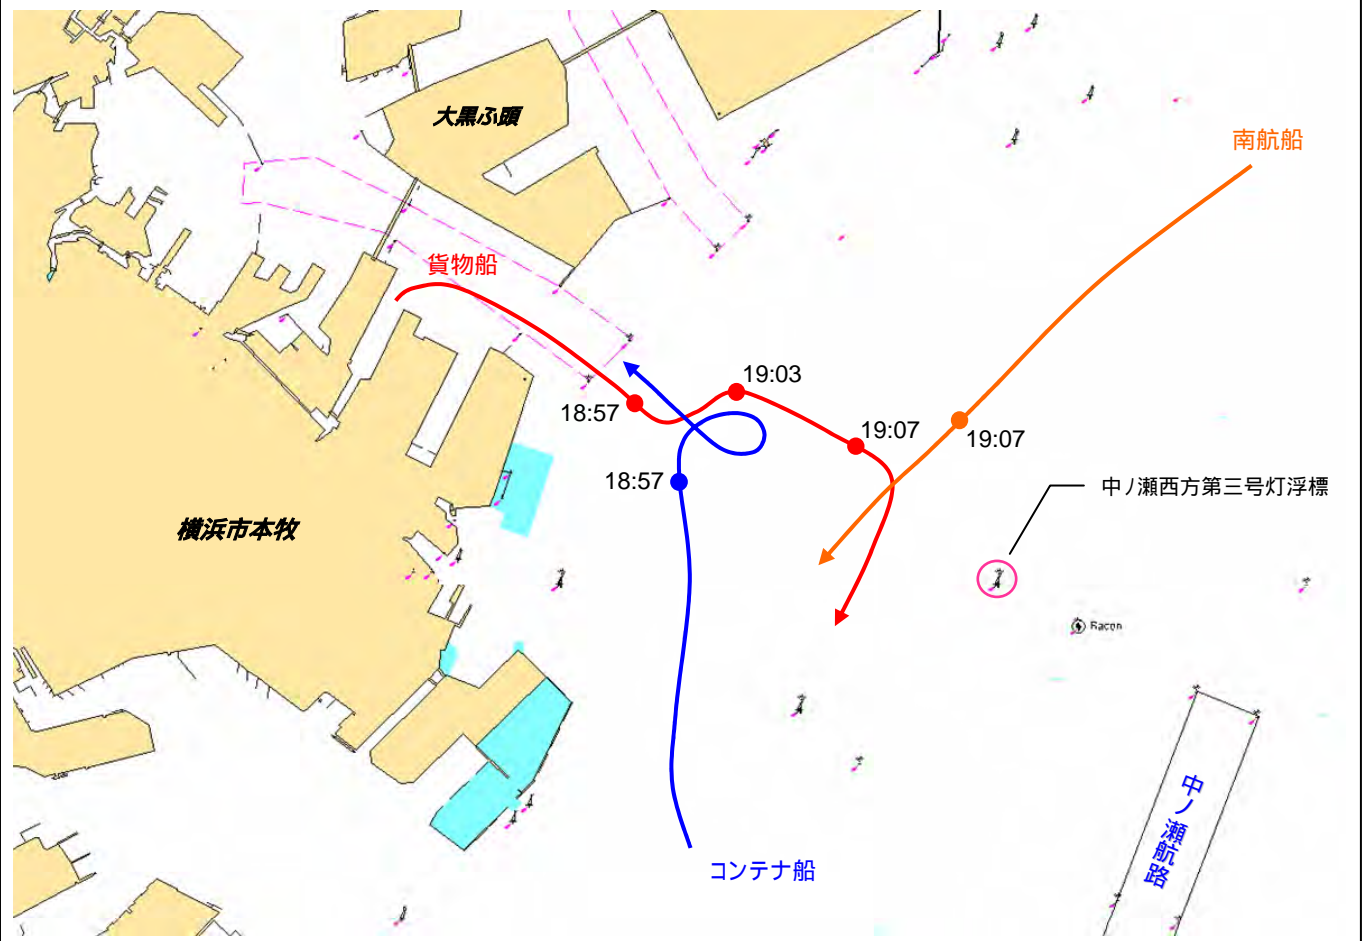 大黒ふ頭
南航船
貨物船
19:03
18:57
19:07
19:07
18:57
中ノ瀬西方第三号灯浮標
横浜市本牧
Racon
中ノ瀬航路
コンテナ船